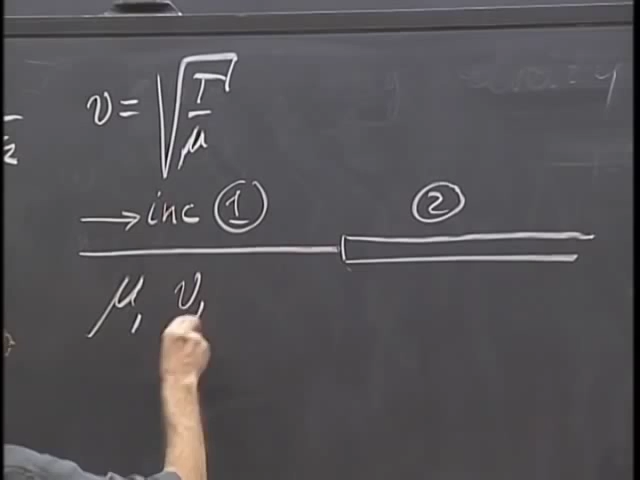 v = √(T/μ)
→ inc ① ②
μ₁ v₁